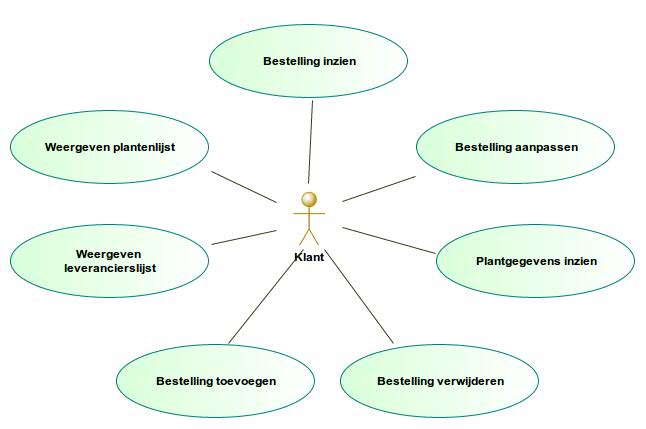 Bestelling inzien
Weergeven plantenlijst
Bestelling aanpassen
Weergeven
leverancierslijst
Klant
Plantgegevens inzien
Bestelling toevoegen
Bestelling verwijderen